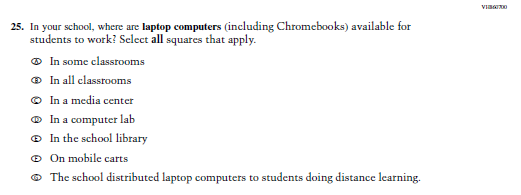 VH860700
25. In your school, where are laptop computers (including Chromebooks) available for
students to work? Select all squares that apply.
A In some classrooms
B In all classrooms
C In a media center
D In a computer lab
E In the school library
F On mobile carts
G The school distributed laptop computers to students doing distance learning.